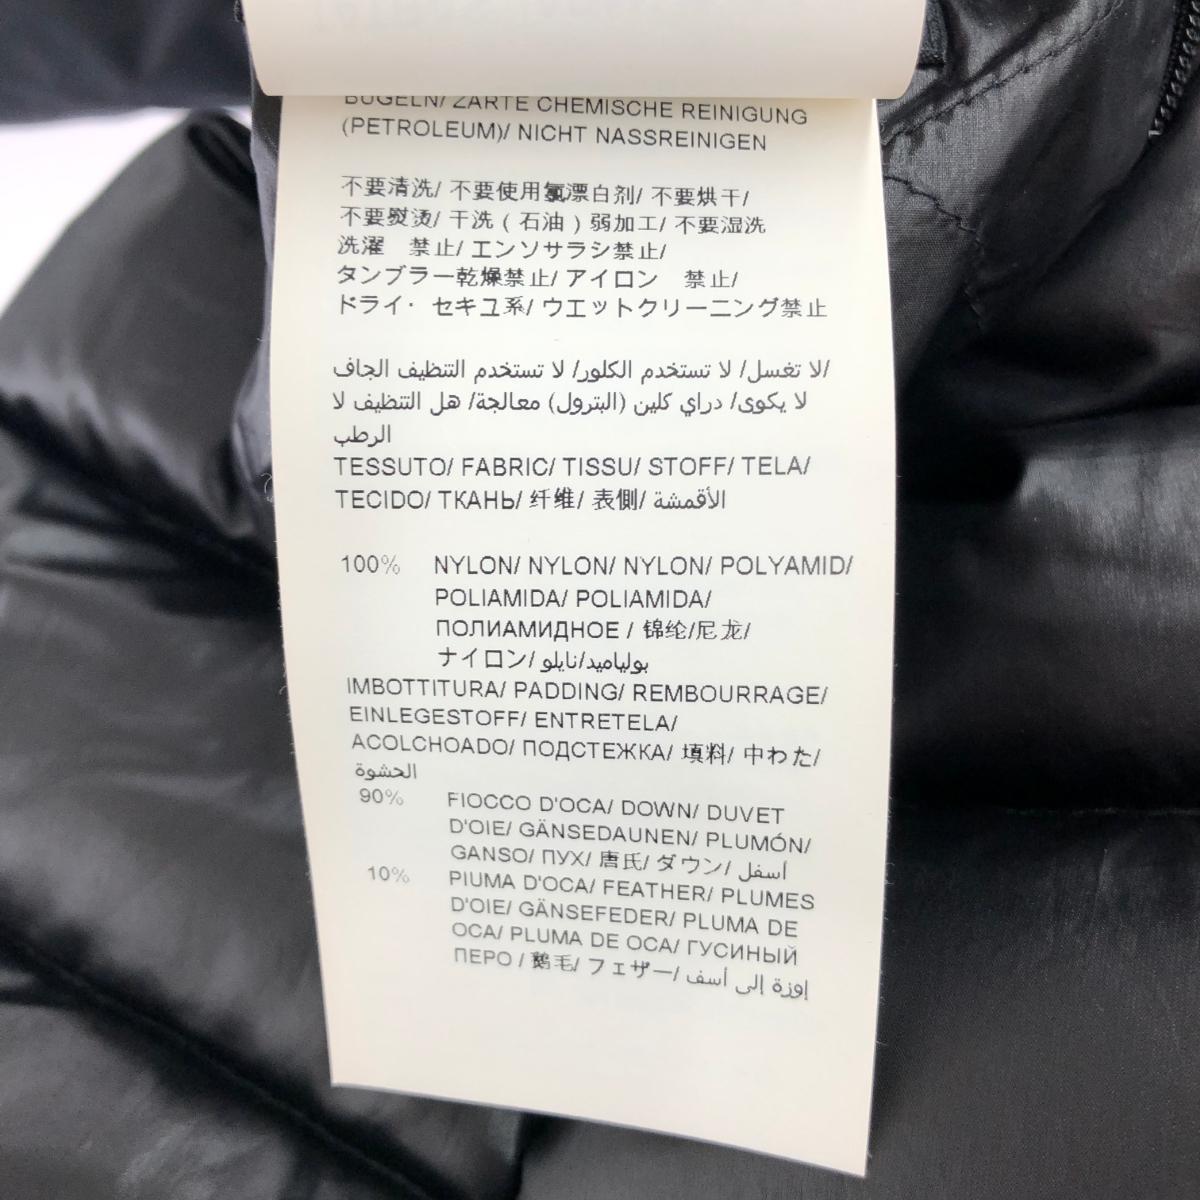 BÜGELN/ ZARTE CHEMISCHE REINIGUNG
(PETROLEUM)/ NICHT NASSREINIGEN
不要清洗/ 不要使用氯漂白剂/ 不要烘干/
不要熨烫/ 干洗 ( 石油 ) 弱加工/ 不要湿洗
洗濯　禁止/ エンソサラシ禁止/
タンブラー乾燥禁止/ アイロン　禁止/
ドライ・ セキユ系/ ウエットクリーニング禁止
لا تغسل/ لا تستخدم الكلور/ لا تستخدم التنظيف الجاف/
لا يكوى/ دراي كلين (البترول) معالجة/ هل التنظيف لا
الرطب
TESSUTO/ FABRIC/ TISSU/ STOFF/ TELA/
TECIDO/ ТКАНЬ/ 纤维/ 表側/ الأقمشة
100% NYLON/ NYLON/ NYLON/ POLYAMID/
POLIAMIDA/ POLIAMIDA/
ПОЛИАМИДНОЕ / 锦纶/尼龙/
ナイロン/ بولياميد/نايلو
IMBOTTITURA/ PADDING/ REMBOURRAGE/
EINLEGESTOFF/ ENTRETELA/
ACOLCHOADO/ ПОДСТЕЖКА/ 填料/ 中わた/
الحشوة
90% FIOCCO D'OCA/ DOWN/ DUVET
D'OIE/ GÄNSEDAUNEN/ PLUMÓN/
GANSO/ ПУХ/ 唐氏/ ダウン/ أسفل
10% PIUMA D'OCA/ FEATHER/ PLUMES
D'OIE/ GÄNSEFEDER/ PLUMA DE
OCA/ PLUMA DE OCA/ ГУСИНЫЙ
ПЕРО / 鹅毛/ フェザー/ إوزة إلى أسف